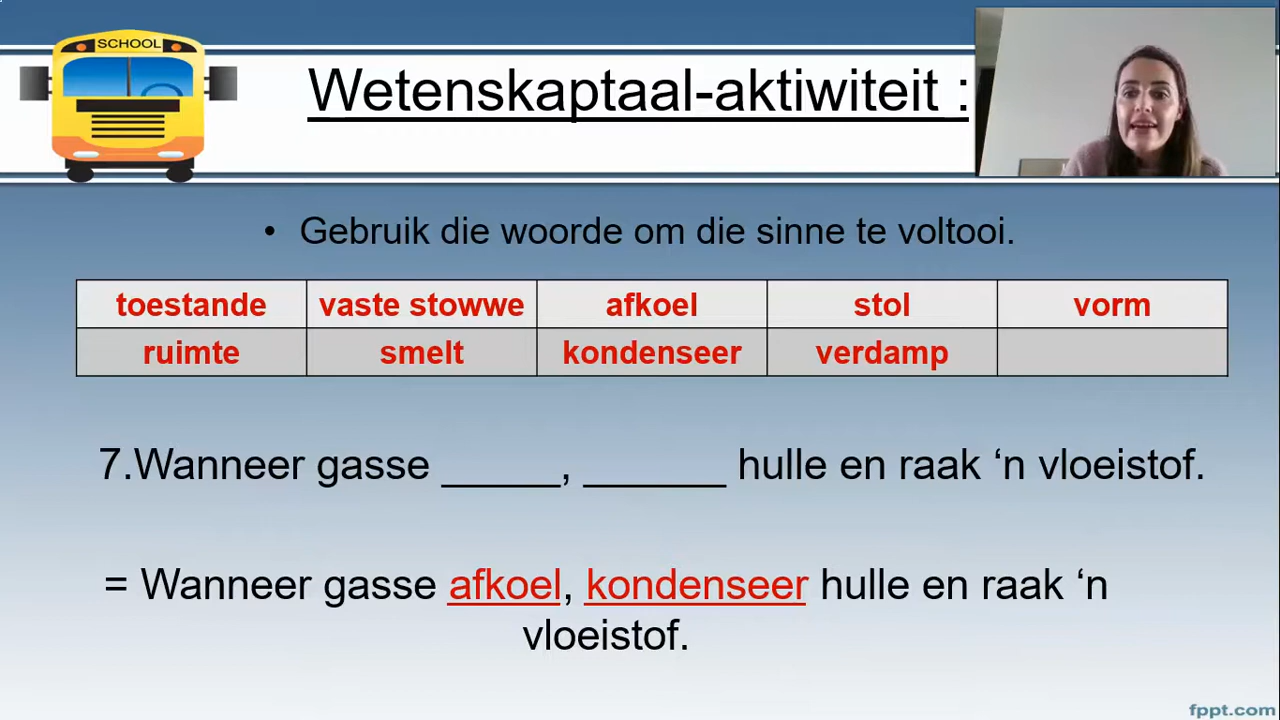 SCHOOL
Wetenskaptaal-aktiwiteit :
• Gebruik die woorde om die sinne te voltooi.
toestande vaste stowwe afkoel stol vorm
ruimte smelt kondenseer verdamp
7.Wanneer gasse _____, ______ hulle en raak ‘n vloeistof.
= Wanneer gasse afkoel, kondenseer hulle en raak ‘n
vloeistof.
fppt.com